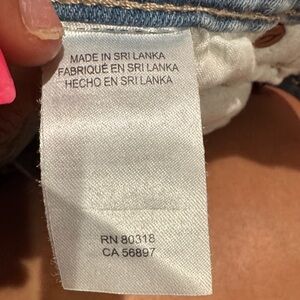 MADE IN SRI LANKA
FABRIQUÉ EN SRI LANKA
HECHO EN SRI LANKA
RN 80318
CA 56897